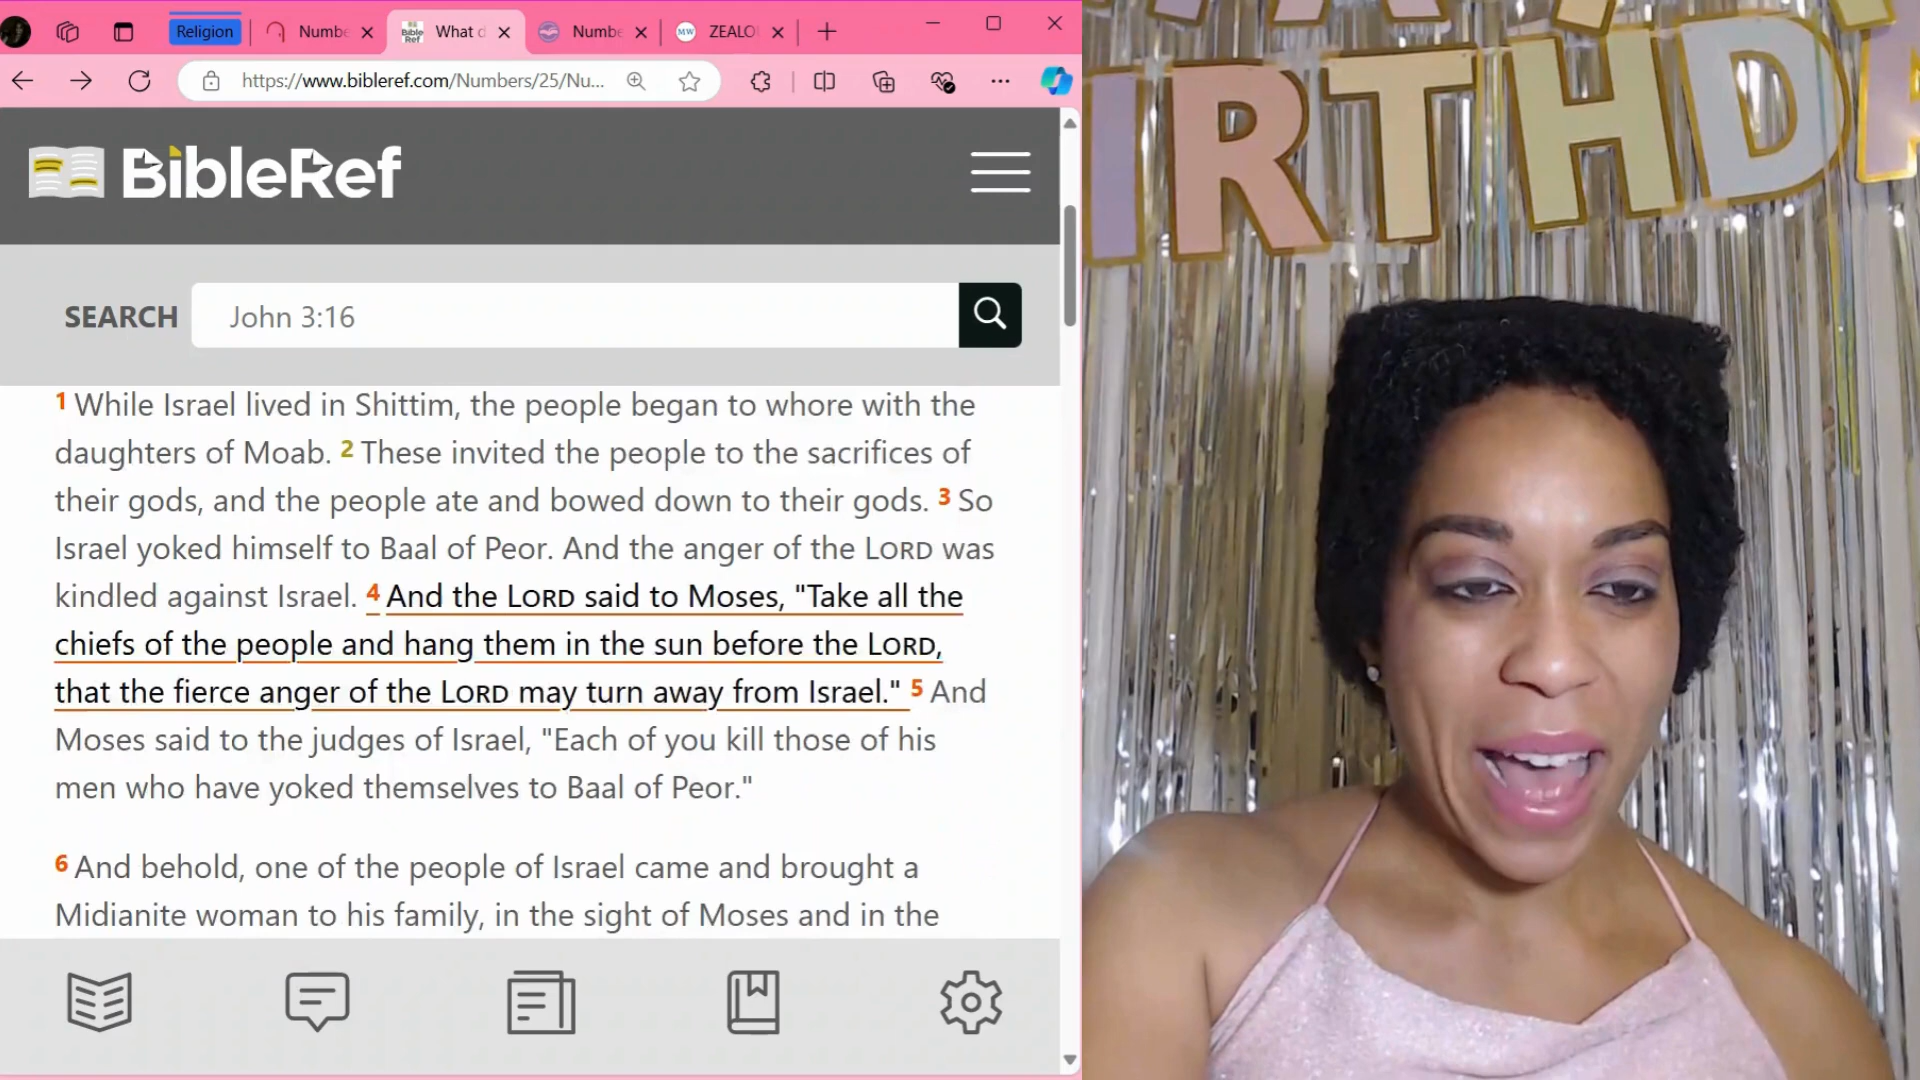 Religion
Numbe
What d
Numbe
ZEALO
https://www.bibleref.com/Numbers/25/Nu...
BibleRef
SEARCH
John 3:16
1 While Israel lived in Shittim, the people began to whore with the
daughters of Moab. 2 These invited the people to the sacrifices of
their gods, and the people ate and bowed down to their gods. 3 So
Israel yoked himself to Baal of Peor. And the anger of the LORD was
kindled against Israel. 4 And the LORD said to Moses, "Take all the
chiefs of the people and hang them in the sun before the LORD,
that the fierce anger of the LORD may turn away from Israel." 5 And
Moses said to the judges of Israel, "Each of you kill those of his
men who have yoked themselves to Baal of Peor."
6 And behold, one of the people of Israel came and brought a
Midianite woman to his family, in the sight of Moses and in the
IRTHD